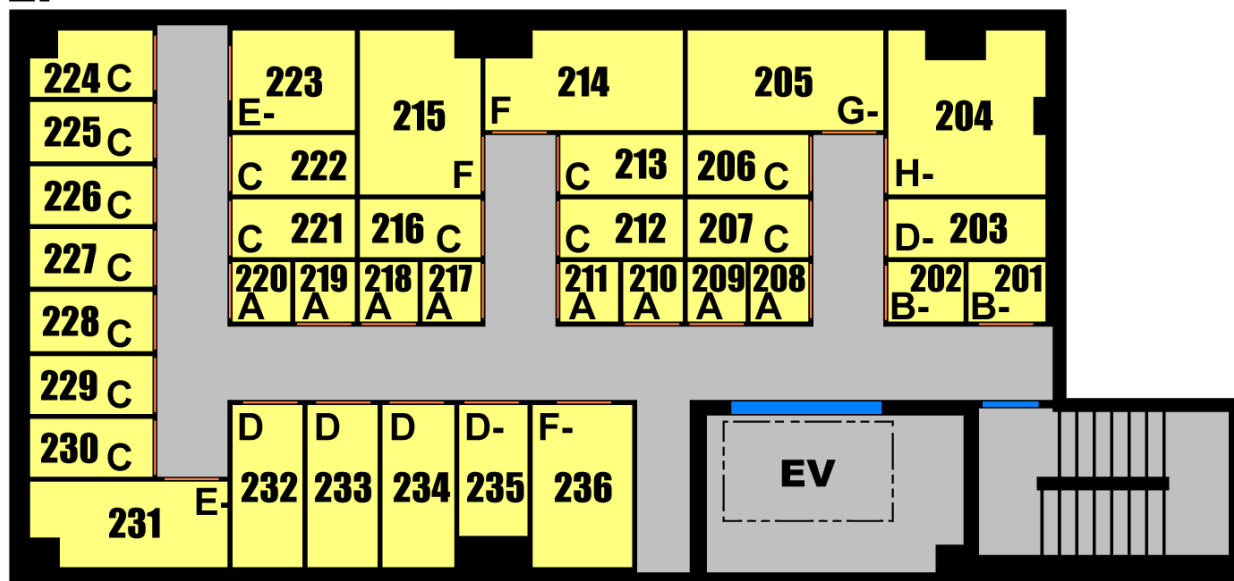 224 C
223
E-
215
F
214
F
205
G-
204
H-
225 C
222
C
213
C
206 C
226 C
221
C
216 C
212
C
207 C
203
D-
227 C
220
A
219
A
218
A
217
A
211
A
210
A
209
A
208
A
202
B-
201
B-
228 C
229 C
230 C
231
E-
D
232
D
233
D
234
D-
235
F-
236
EV